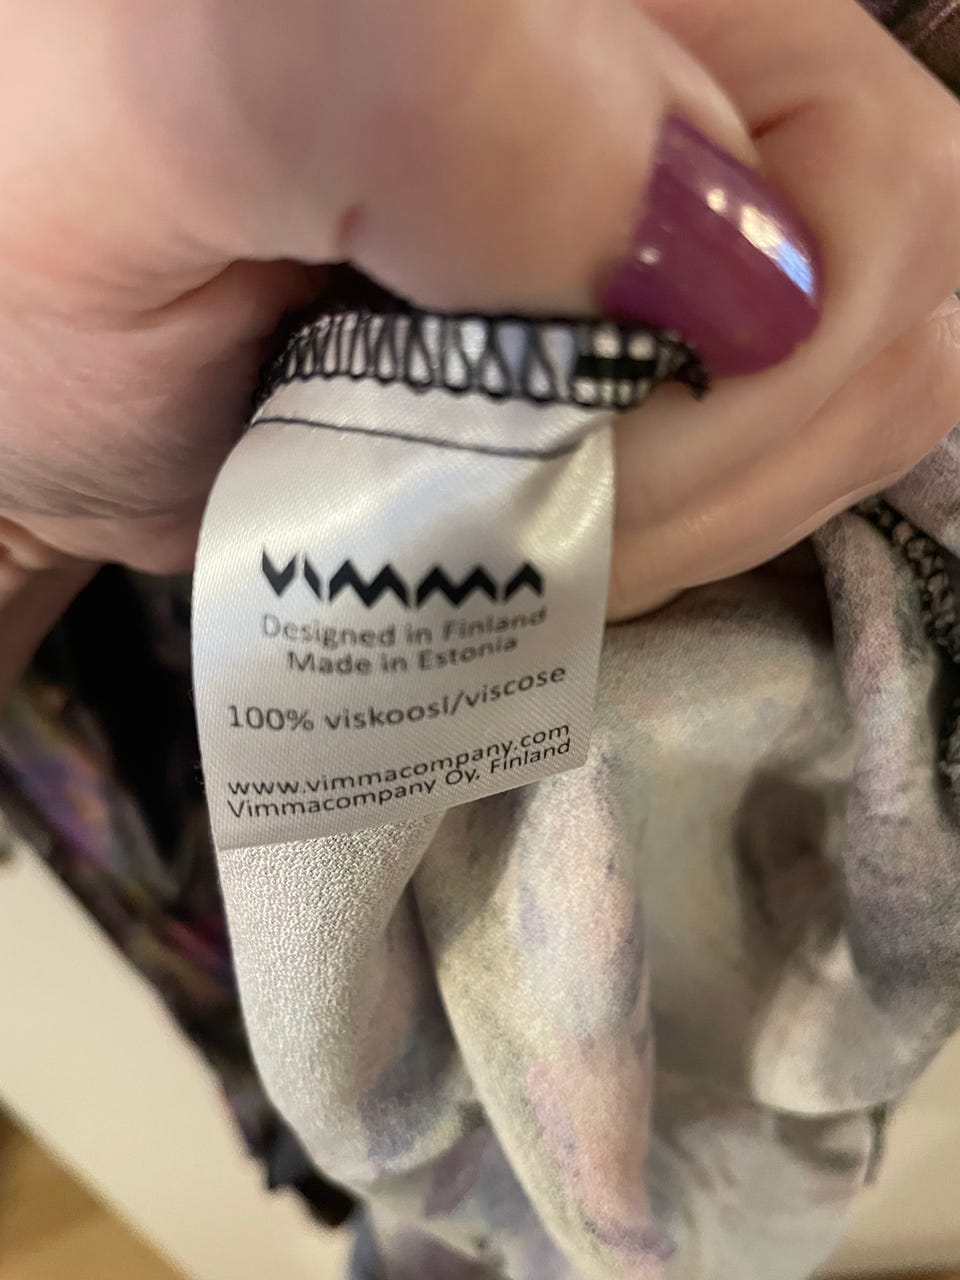 VIMMA
Designed in Finland
Made in Estonia
100% viskoosi/viscose
www.vimmacompany.com
Vimmacompany Oy, Finland